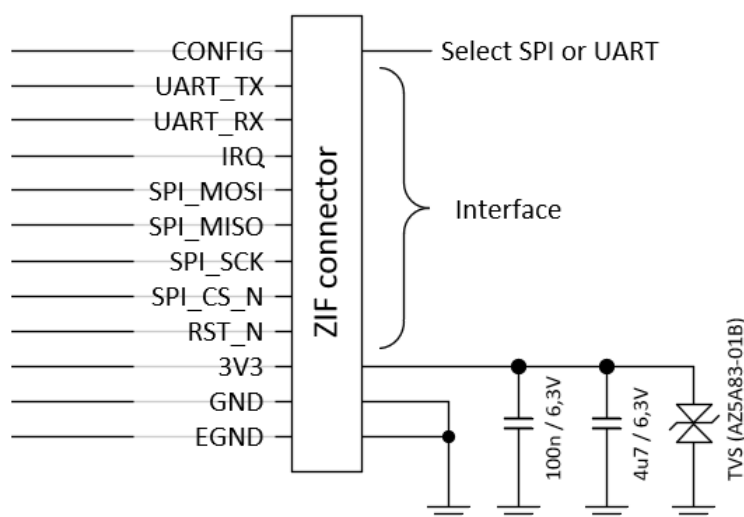 CONFIG
Select SPI or UART
UART_TX
UART_RX
IRQ
SPI_MOSI
SPI_MISO
SPI_SCK
SPI_CS_N
RST_N
3V3
GND
EGND
ZIF connector
Interface
100n / 6,3V
4u7 / 6,3V
TVS (AZ5A83-01B)